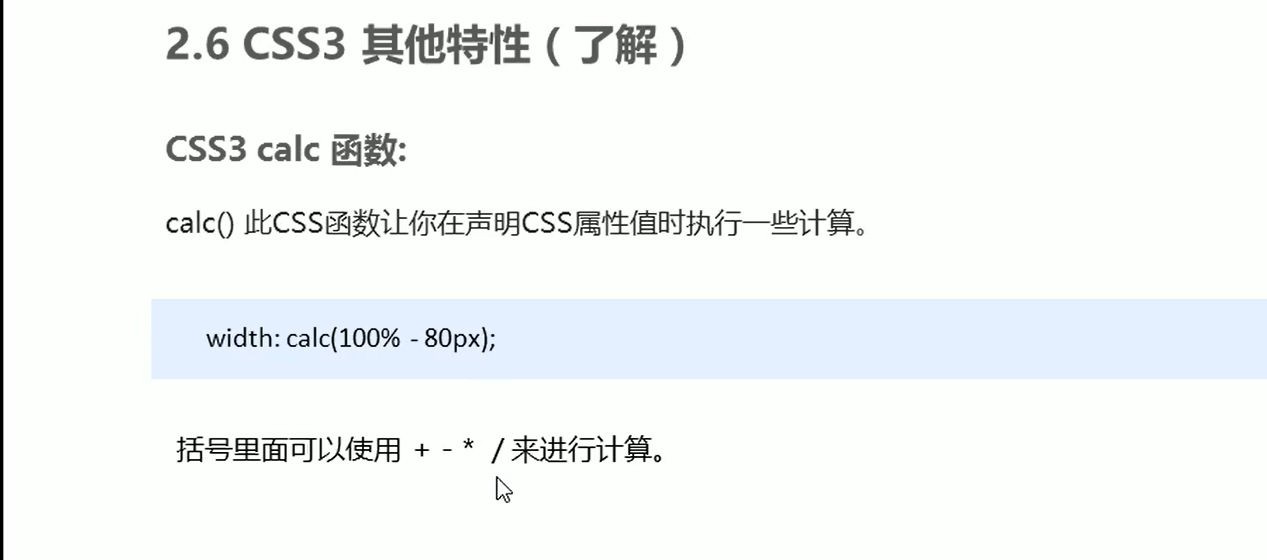 2.6 CSS3 其他特性（了解）
CSS3 calc 函数:
calc() 此CSS函数让你在声明CSS属性值时执行一些计算。
width: calc(100% - 80px);
括号里面可以使用 + - * / 来进行计算。